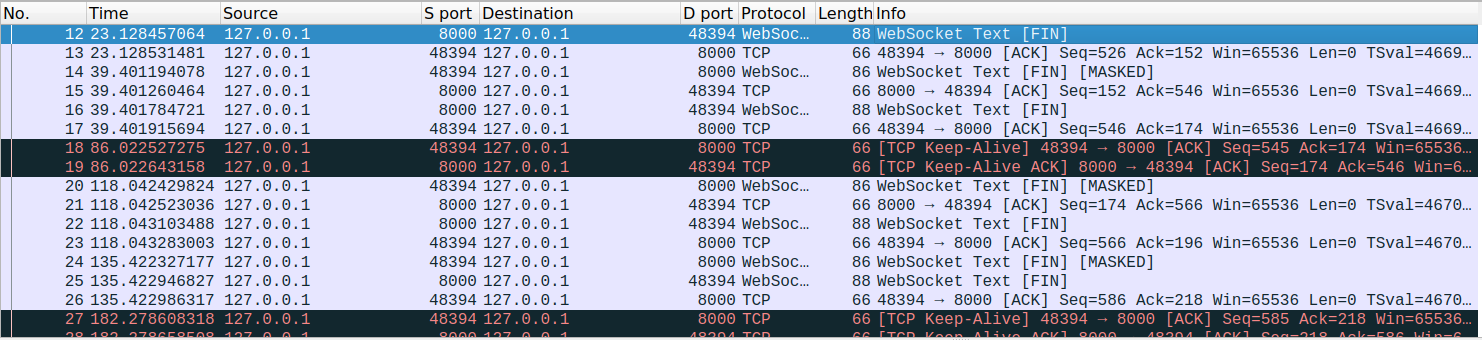 No. Time Source S port Destination D port Protocol Length Info
12 23.128457064 127.0.0.1 8000 127.0.0.1 48394 WebSoc… 88 WebSocket Text [FIN]
13 23.128531481 127.0.0.1 48394 127.0.0.1 8000 TCP 66 48394 → 8000 [ACK] Seq=526 Ack=152 Win=65536 Len=0 TSval=4669…
14 39.401194078 127.0.0.1 48394 127.0.0.1 8000 WebSoc… 86 WebSocket Text [FIN] [MASKED]
15 39.401260464 127.0.0.1 8000 127.0.0.1 48394 TCP 66 8000 → 48394 [ACK] Seq=152 Ack=546 Win=65536 Len=0 TSval=4669…
16 39.401784721 127.0.0.1 8000 127.0.0.1 48394 WebSoc… 88 WebSocket Text [FIN]
17 39.401915694 127.0.0.1 48394 127.0.0.1 8000 TCP 66 48394 → 8000 [ACK] Seq=546 Ack=174 Win=65536 Len=0 TSval=4669…
18 86.022527275 127.0.0.1 48394 127.0.0.1 8000 TCP 66 [TCP Keep-Alive] 48394 → 8000 [ACK] Seq=545 Ack=174 Win=65536…
19 86.022643158 127.0.0.1 8000 127.0.0.1 48394 TCP 66 [TCP Keep-Alive ACK] 8000 → 48394 [ACK] Seq=174 Ack=546 Win=6…
20 118.042429824 127.0.0.1 48394 127.0.0.1 8000 WebSoc… 86 WebSocket Text [FIN] [MASKED]
21 118.042523036 127.0.0.1 8000 127.0.0.1 48394 TCP 66 8000 → 48394 [ACK] Seq=174 Ack=566 Win=65536 Len=0 TSval=4670…
22 118.043103488 127.0.0.1 8000 127.0.0.1 48394 WebSoc… 88 WebSocket Text [FIN]
23 118.043283003 127.0.0.1 48394 127.0.0.1 8000 TCP 66 48394 → 8000 [ACK] Seq=566 Ack=196 Win=65536 Len=0 TSval=4670…
24 135.422327177 127.0.0.1 48394 127.0.0.1 8000 WebSoc… 86 WebSocket Text [FIN] [MASKED]
25 135.422946827 127.0.0.1 8000 127.0.0.1 48394 WebSoc… 88 WebSocket Text [FIN]
26 135.422986317 127.0.0.1 48394 127.0.0.1 8000 TCP 66 48394 → 8000 [ACK] Seq=586 Ack=218 Win=65536 Len=0 TSval=4670…
27 182.278608318 127.0.0.1 48394 127.0.0.1 8000 TCP 66 [TCP Keep-Alive] 48394 → 8000 [ACK] Seq=585 Ack=218 Win=65536…